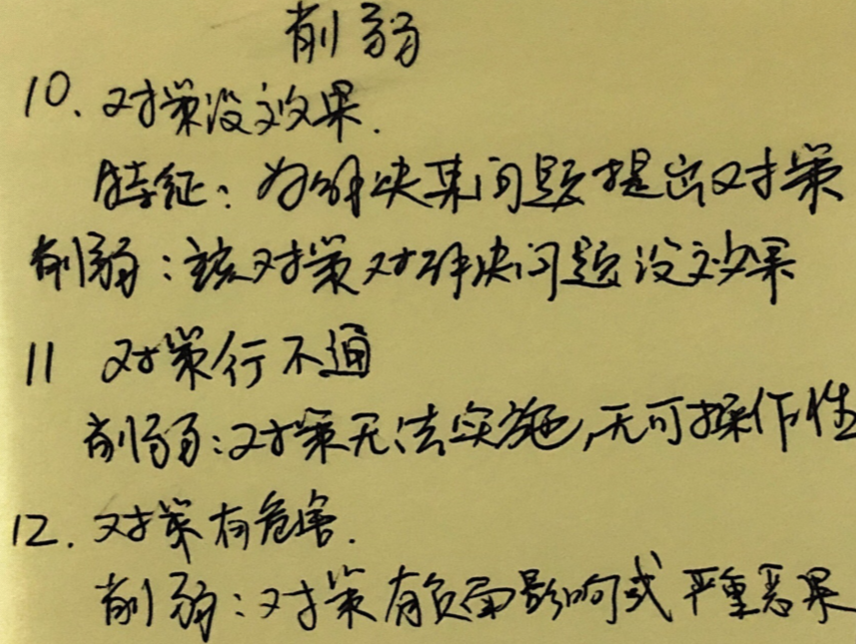 削弱
10. 对策没效果.
特征: 为解决某问题提出对策
削弱: 该对策对解决问题没效果
11 对策行不通
削弱: 对策无法实施,无可操作性
12. 对策有危害.
削弱: 对策有负面影响或严重恶果